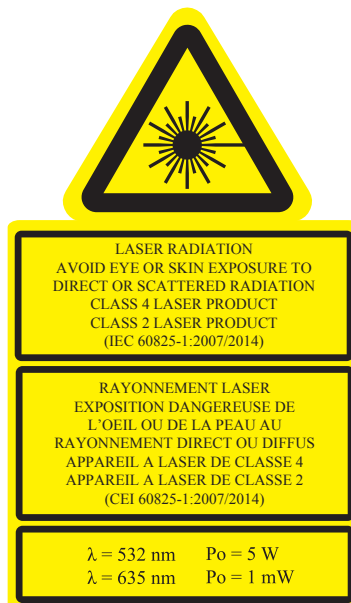 LASER RADIATION
AVOID EYE OR SKIN EXPOSURE TO
DIRECT OR SCATTERED RADIATION
CLASS 4 LASER PRODUCT
CLASS 2 LASER PRODUCT
(IEC 60825-1:2007/2014)
RAYONNEMENT LASER
EXPOSITION DANGEREUSE DE
L'OEIL OU DE LA PEAU AU
RAYONNEMENT DIRECT OU DIFFUS
APPAREIL A LASER DE CLASSE 4
APPAREIL A LASER DE CLASSE 2
(CEI 60825-1:2007/2014)
λ = 532 nm Po = 5 W
λ = 635 nm Po = 1 mW